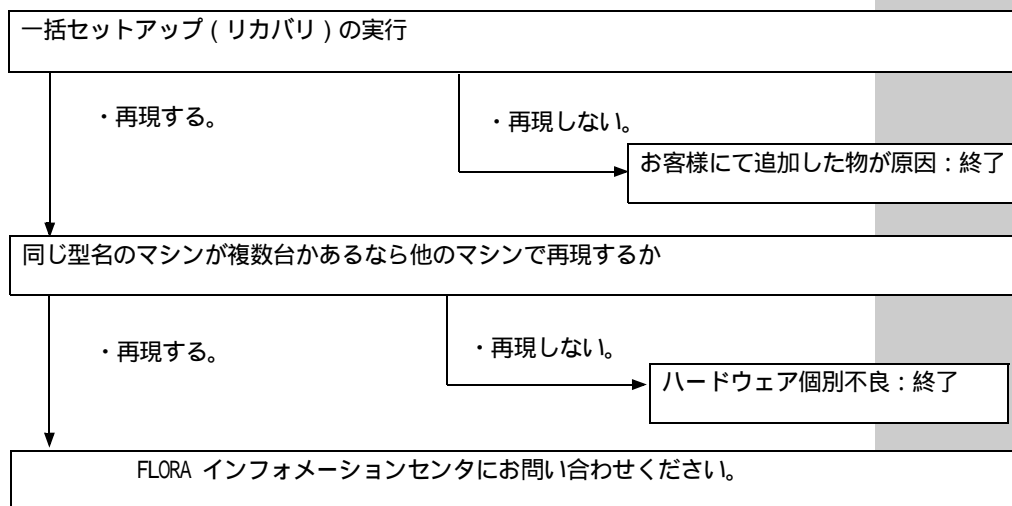 一括セットアップ ( リカバリ ) の実行
・再現する。
・再現しない。
お客様にて追加した物が原因：終了
同じ型名のマシンが複数台かあるなら他のマシンで再現するか
・再現する。
・再現しない。
ハードウェア個別不良：終了
FLORA インフォメーションセンタにお問い合わせください。